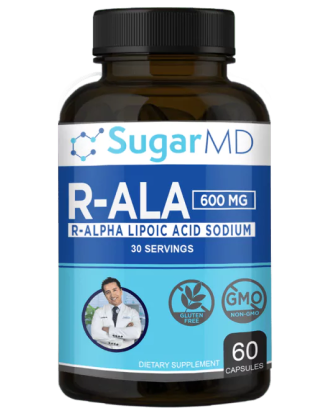 SugarMD
R-ALA 600 MG
R-ALPHA LIPOIC ACID SODIUM
30 SERVINGS
GLUTEN
FREE
GMO
NON-GMO
DIETARY SUPPLEMENT
60
CAPSULES